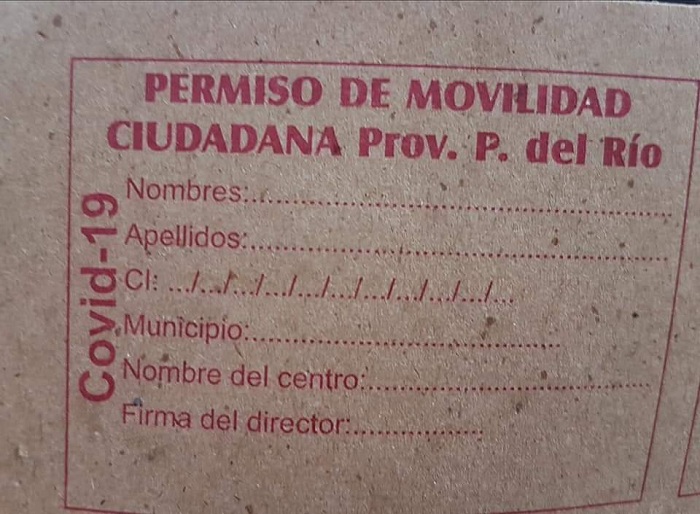 PERMISO DE MOVILIDAD
CIUDADANA Prov. P. del Río
Covid-19
Nombres:..............................................................
Apellidos:.............................................................
CI: .../.../.../.../.../.../.../.../.../.../...
Municipio:.............................................
Nombre del centro:..........................................
Firma del director:...................